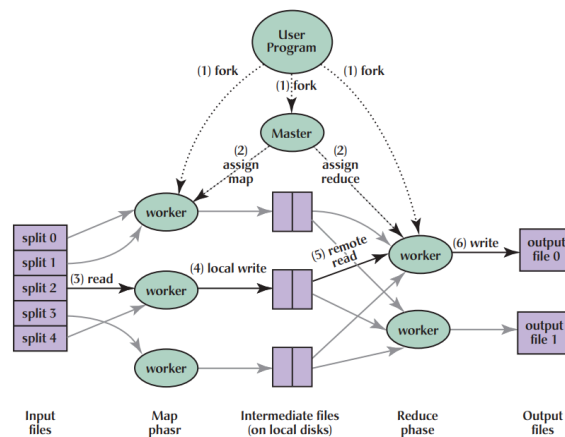 User
Program
(1) fork
(1) fork
(1) fork
Master
(2)
assign
map
(2)
assign
reduce
worker
split 0
split 1
split 2
split 3
split 4
(3) read
worker
(4) local write
(5) remote
read
worker
(6) write
output
file 0
worker
output
file 1
worker
Input
files
Map
phasr
Intermediate files
(on local disks)
Reduce
phase
Output
files